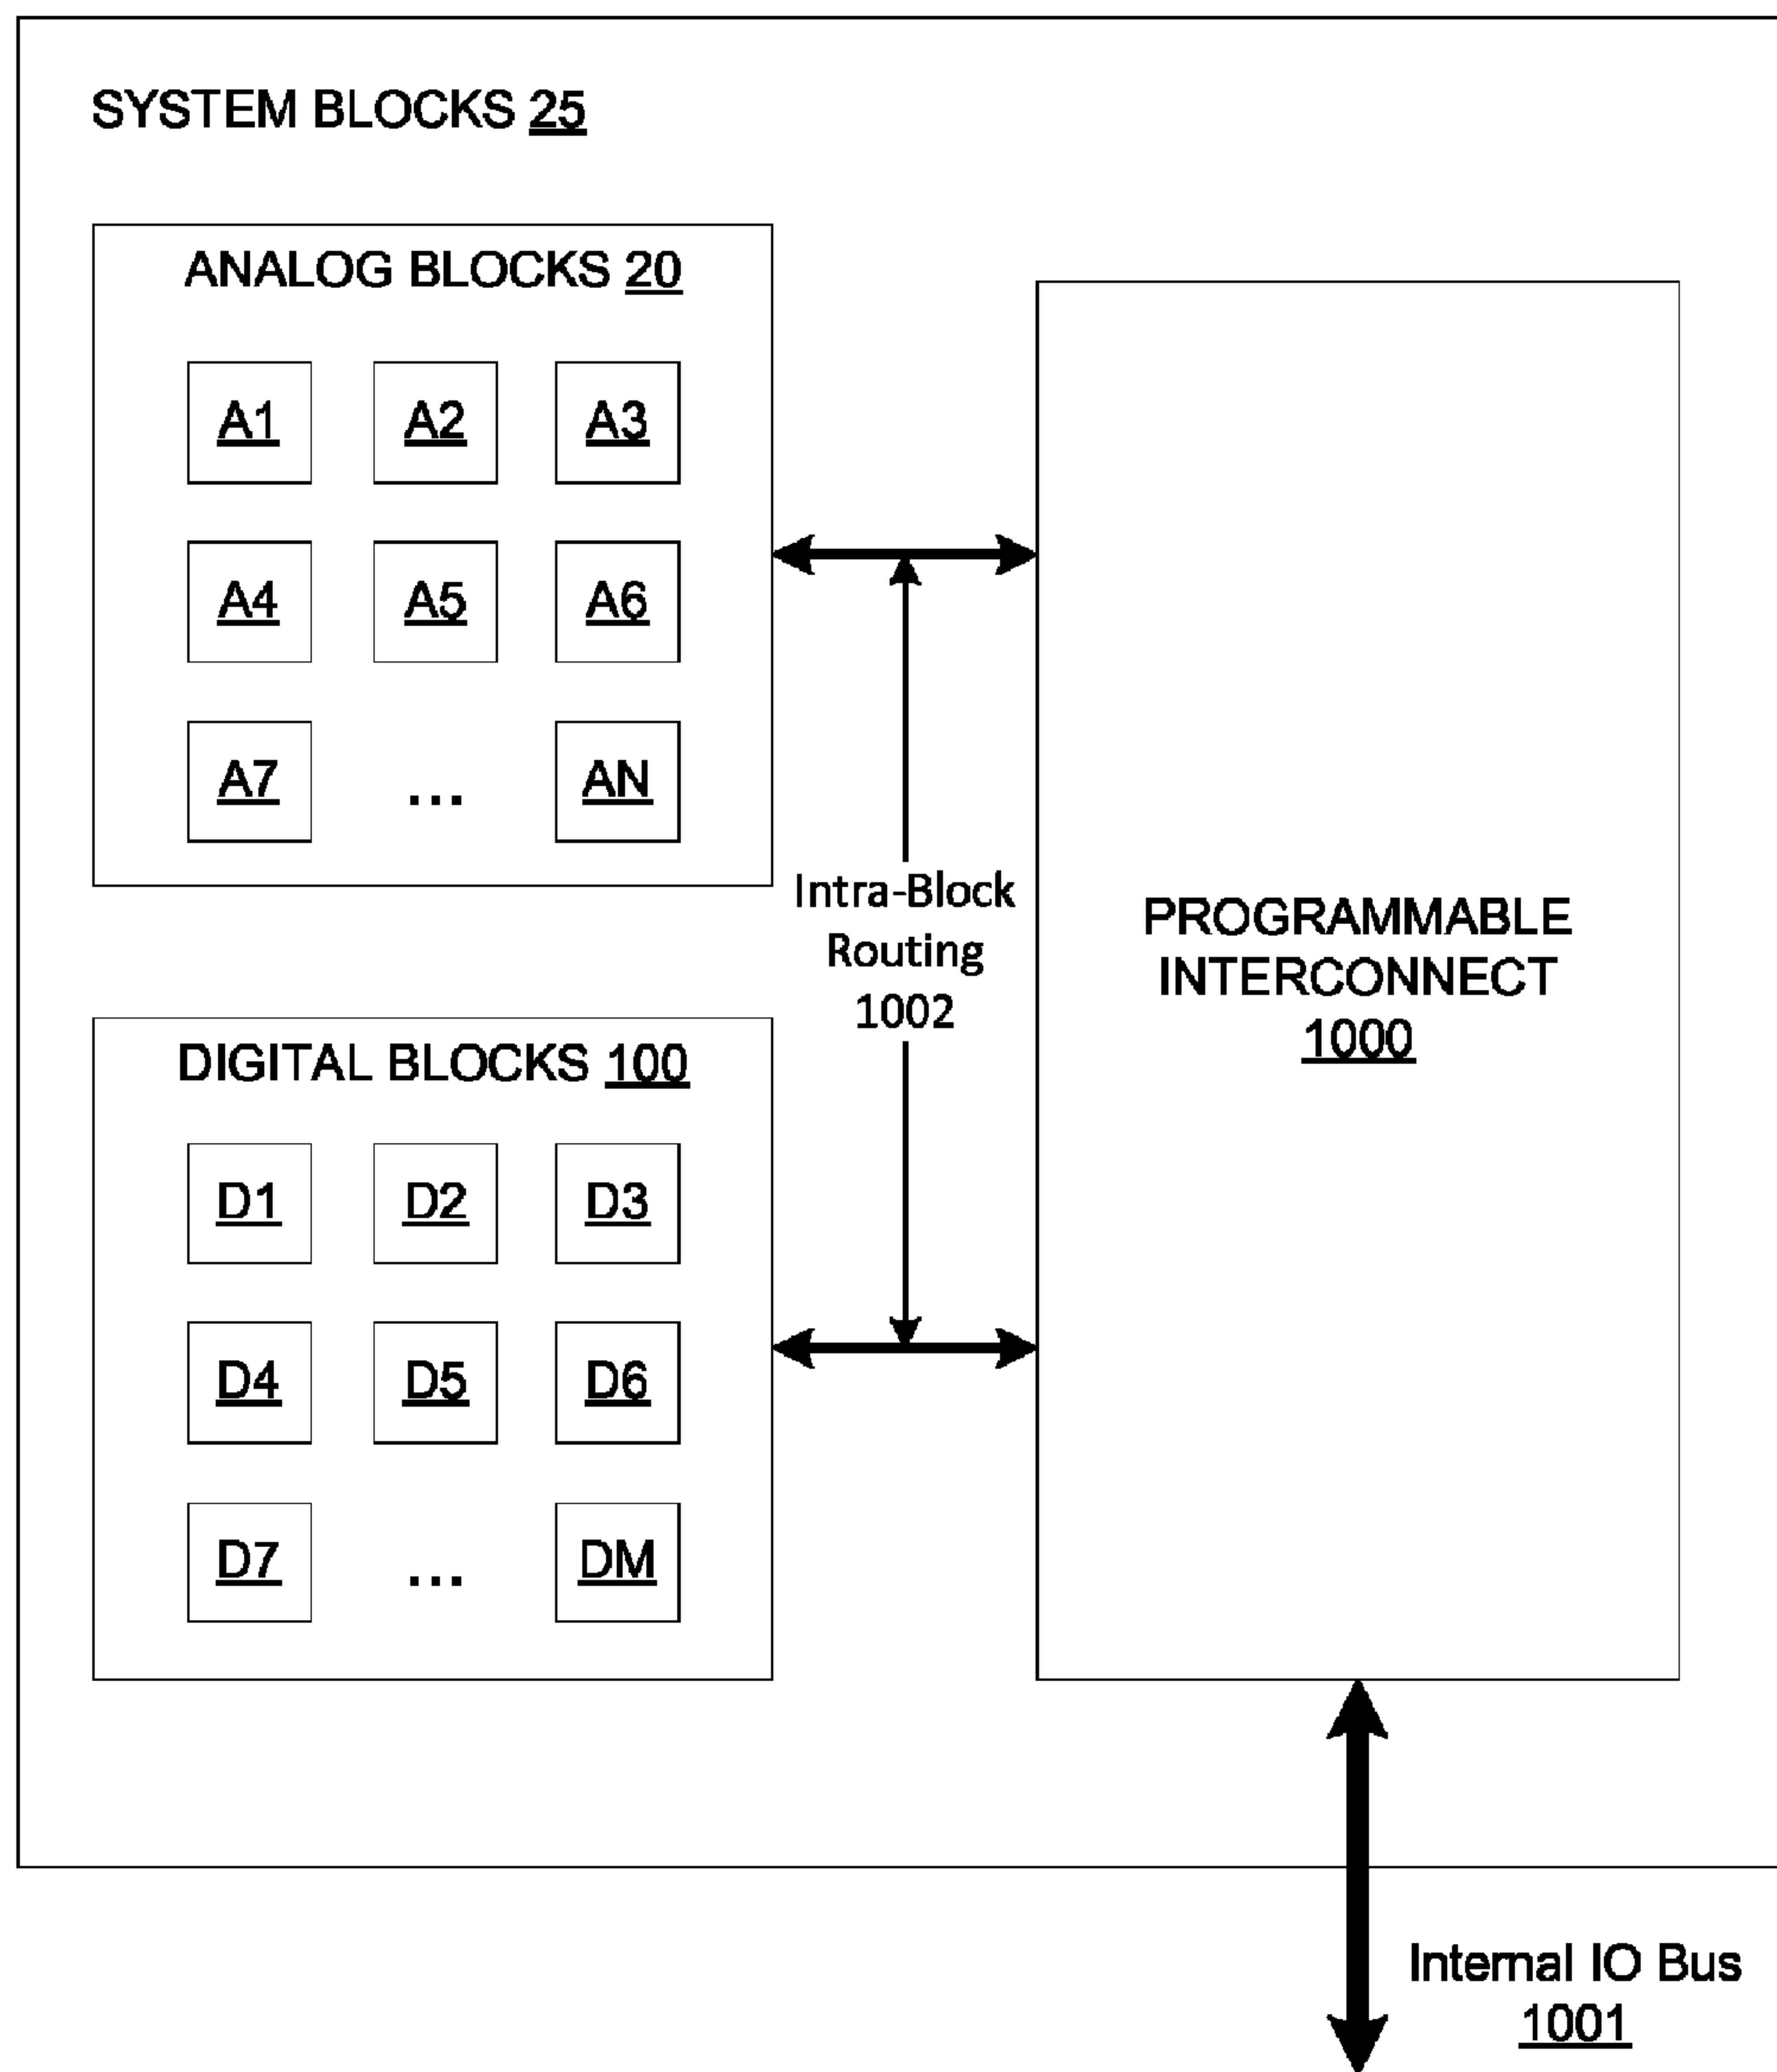 SYSTEM BLOCKS 25
ANALOG BLOCKS 20
A1 A2 A3
A4 A5 A6
A7 ... AN
Intra-Block
Routing
1002
PROGRAMMABLE
INTERCONNECT
1000
DIGITAL BLOCKS 100
D1 D2 D3
D4 D5 D6
D7 ... DM
Internal IO Bus
1001